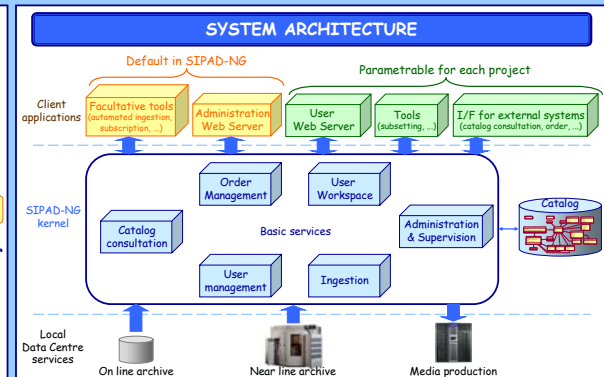 SYSTEM ARCHITECTURE
Default in SIPAD-NG
Parametrable for each project
Client
applications
Facultative tools
(automated ingestion,
subscription, ...)
Administration
Web Server
User
Web Server
Tools
(subsetting, ...)
I/F for external systems
(catalog consultation, order, ...)
SIPAD-NG
kernel
Order
Management
User
Workspace
Catalog
consultation
Basic services
Administration
& Supervision
User
management
Ingestion
Catalog
Local
Data Centre
services
On line archive
Near line archive
Media production